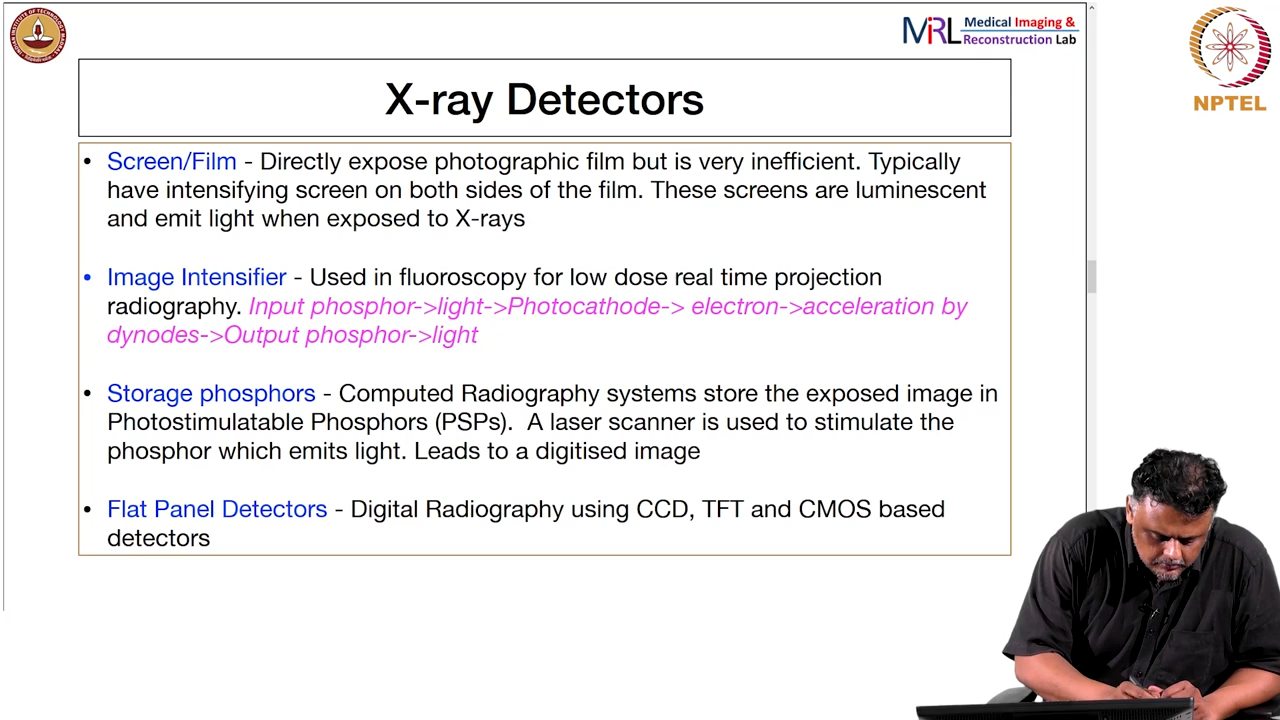 MIRL Medical Imaging &
Reconstruction Lab
NPTEL
X-ray Detectors
• Screen/Film - Directly expose photographic film but is very inefficient. Typically
have intensifying screen on both sides of the film. These screens are luminescent
and emit light when exposed to X-rays
• Image Intensifier - Used in fluoroscopy for low dose real time projection
radiography. Input phosphor->light->Photocathode-> electron->acceleration by
dynodes->Output phosphor->light
• Storage phosphors - Computed Radiography systems store the exposed image in
Photostimulatable Phosphors (PSPs).  A laser scanner is used to stimulate the
phosphor which emits light. Leads to a digitised image
• Flat Panel Detectors - Digital Radiography using CCD, TFT and CMOS based
detectors